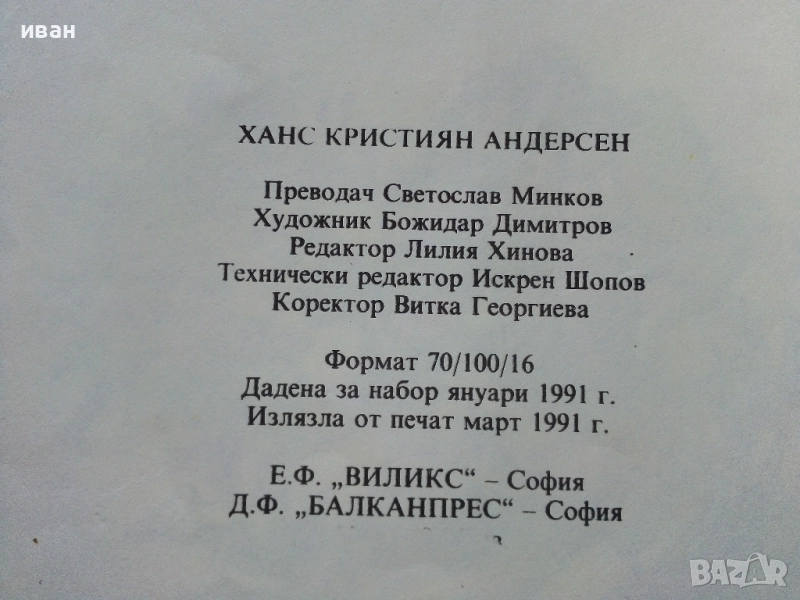 иван
ХАНС КРИСТИЯН АНДЕРСЕН
Преводач Светослав Минков
Художник Божидар Димитров
Редактор Лилия Хинова
Технически редактор Искрен Шопов
Коректор Витка Георгиева
Формат 70/100/16
Дадена за набор януари 1991 г.
Излязла от печат март 1991 г.
Е.Ф. „ВИЛИКС“ – София
Д.Ф. „БАЛКАНПРЕС“ – София
BAZAR
bg